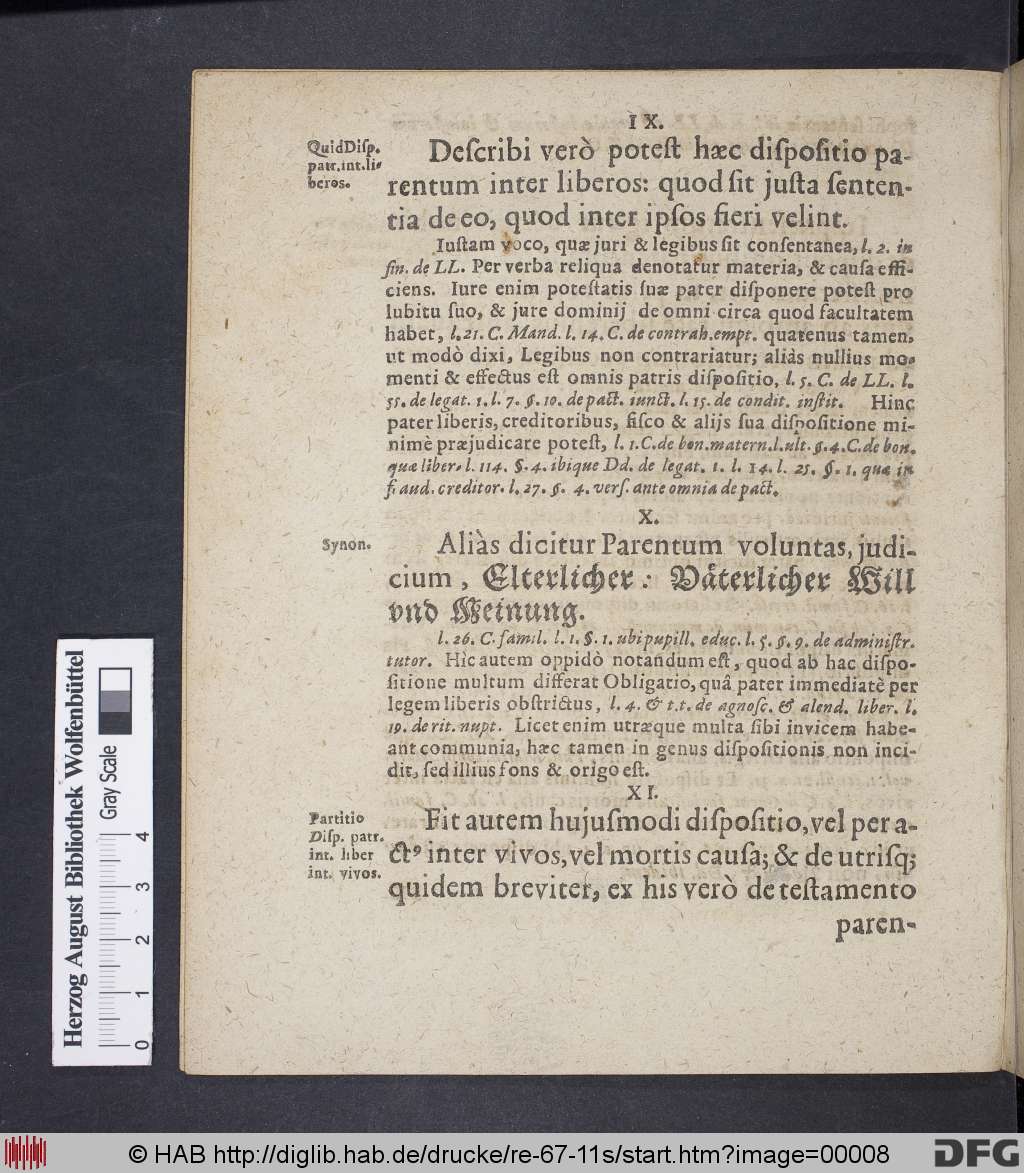 I X.
QuidDiſp.
patr.int.li-
beros.
Deſcribi verò poteſt hæc diſpoſitio pa-
rentum inter liberos: quod ſit juſta ſenten-
tia de eo, quod inter ipſos fieri velint.
Iuſtam voco, quæ juri & legibus ſit conſentanea, l. 2. in
fin. de LL. Per verba reliqua denotatur materia, & cauſa effi-
ciens. Iure enim poteſtatis ſuæ pater diſponere poteſt pro
lubitu ſuo, & jure dominij de omni circa quod facultatem
habet, l. 21. C. Mand. l. 14. C. de contrah. empt. quatenus tamen,
ut modò dixi, Legibus non contrariatur; aliàs nullius mo-
menti & effectus eſt omnis patris diſpoſitio, l. 5. C. de LL. l.
55. de legat. 1. l. 7. §. 10. de pact. iunct. l. 15. de condit. inſtit. Hinc
pater liberis, creditoribus, fiſco & alijs ſua diſpoſitione mi-
nimè præjudicare poteſt, l. 1. C. de bon. matern. l. ult. §. 4. C. de bon.
quæ liber. l. 114. §. 4. ibique Dd. de legat. 1. l. 14. l. 25. §. 1. quæ in
fraud. creditor. l. 27. §. 4. verſ. ante omnia de pact.
X.
Synon.
Aliàs dicitur Parentum voluntas, judi-
cium, Elterlicher: Väterlicher Will
vnd Meinung.
l. 26. C. famil. l. 1. §. 1. ubi pupill. educ. l. 5. §. 9. de adminiſtr.
tutor. Hìc autem oppidò notandum eſt, quod ab hac diſpo-
ſitione multum differat Obligatio, quâ pater immediatè per
legem liberis obſtrictus, l. 4. & t.t. de agnoſc. & alend. liber. l.
19. de rit. nupt. Licet enim utræque multa ſibi invicem habe-
ant communia, hæc tamen in genus diſpoſitionis non inci-
dit, ſed illius fons & origo eſt.
X I.
Partitio
Diſp. patr.
int. liber
int. vivos.
Fit autem hujuſmodi diſpoſitio, vel per a-
ctꝰ inter vivos, vel mortis cauſa; & de utriſq;
quidem breviter, ex his verò de teſtamento
paren-
Herzog August Bibliothek Wolfenbüttel
Gray Scale
0 1 2 3 4
© HAB http://diglib.hab.de/drucke/re-67-11s/start.htm?image=00008
DFG